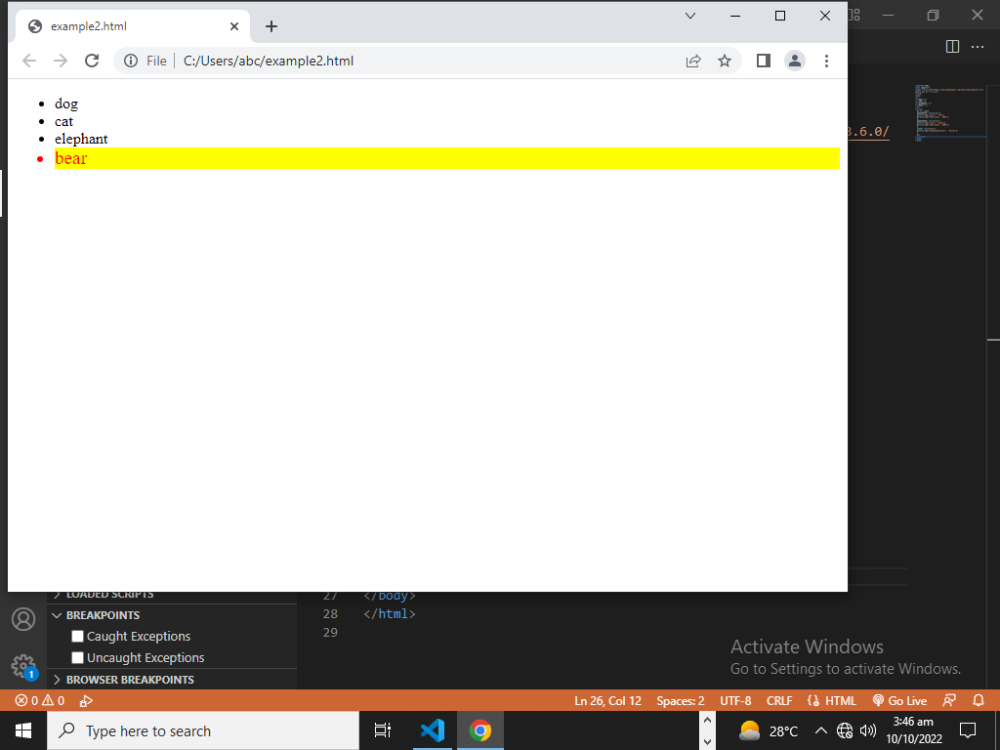 example2.html
File C:/Users/abc/example2.html
dog
cat
elephant
bear
3.6.0/
LOADED SCRIPTS
BREAKPOINTS
Caught Exceptions
Uncaught Exceptions
BROWSER BREAKPOINTS
27 </body>
28 </html>
29
Activate Windows
Go to Settings to activate Windows.
1
0 0 Ln 26, Col 12 Spaces: 2 UTF-8 CRLF HTML Go Live
Type here to search
28°C
3:46 am
10/10/2022